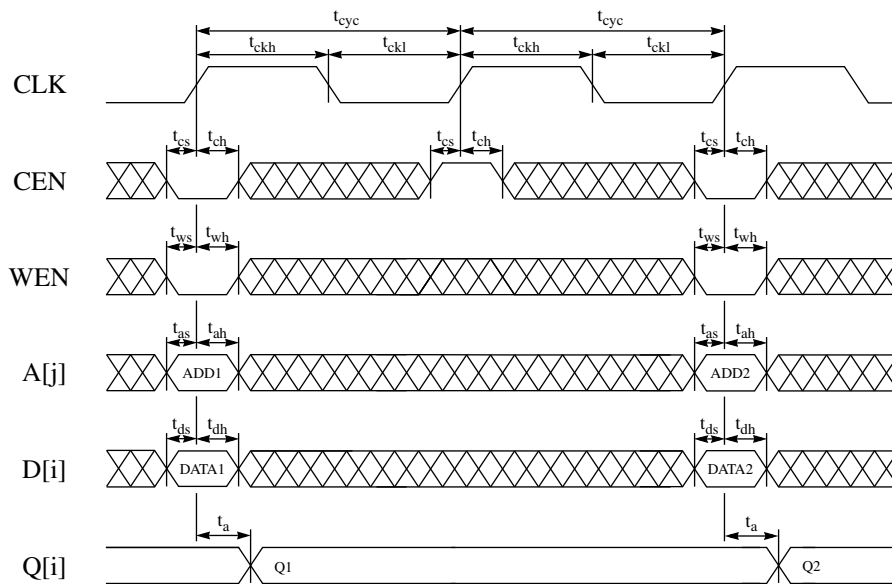 t_cyc t_cyc
t_ckh t_ckl t_ckh t_ckl
CLK
t_cs t_ch t_cs t_ch t_cs t_ch
CEN
t_ws t_wh t_ws t_wh
WEN
t_as t_ah t_as t_ah
A[j] ADD1 ADD2
t_ds t_dh t_ds t_dh
D[i] DATA1 DATA2
t_a t_a
Q[i] Q1 Q2